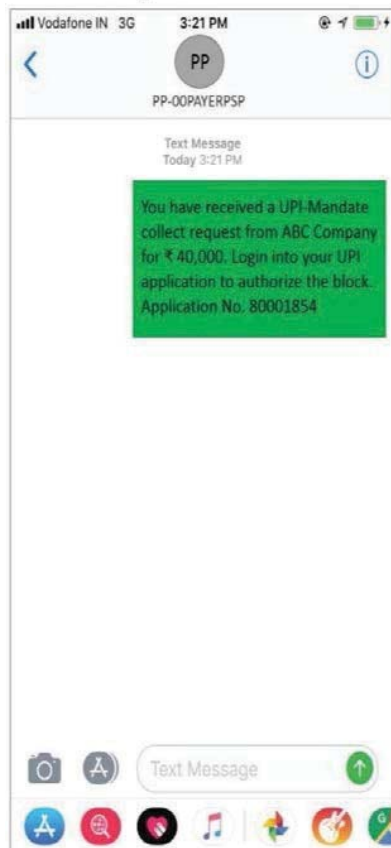 Vodafone IN 3G 3:21 PM
PP
PP-OOPAYERPSP
Text Message
Today 3:21 PM
You have received a UPI-Mandate
collect request from ABC Company
for ₹ 40,000. Login into your UPI
application to authorize the block.
Application No. 80001854
Text Message